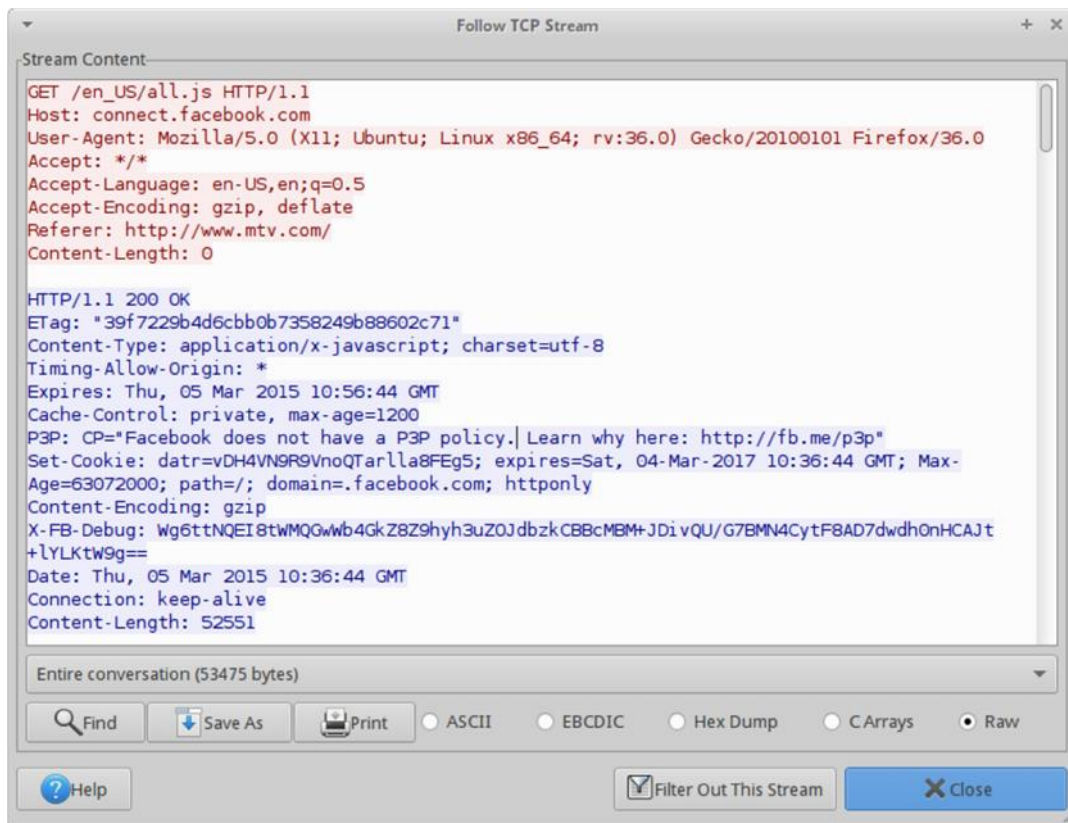 Follow TCP Stream
Stream Content
GET /en_US/all.js HTTP/1.1
Host: connect.facebook.com
User-Agent: Mozilla/5.0 (X11; Ubuntu; Linux x86_64; rv:36.0) Gecko/20100101 Firefox/36.0
Accept: */*
Accept-Language: en-US,en;q=0.5
Accept-Encoding: gzip, deflate
Referer: http://www.mtv.com/
Content-Length: 0
HTTP/1.1 200 OK
ETag: "39f7229b4d6cbb0b7358249b88602c71"
Content-Type: application/x-javascript; charset=utf-8
Timing-Allow-Origin: *
Expires: Thu, 05 Mar 2015 10:56:44 GMT
Cache-Control: private, max-age=1200
P3P: CP="Facebook does not have a P3P policy. Learn why here: http://fb.me/p3p"
Set-Cookie: datr=vDH4VN9R9VnoQTarlla8FEg5; expires=Sat, 04-Mar-2017 10:36:44 GMT; Max-
Age=63072000; path=/; domain=.facebook.com; httponly
Content-Encoding: gzip
X-FB-Debug: Wg6ttNQEI8tWMQGwWb4GkZ8Z9hyh3uZOJdbzkCBBcMBM+JDivQU/G7BMN4CytF8AD7dwdhOnHCAJt
+lYLKtW9g==
Date: Thu, 05 Mar 2015 10:36:44 GMT
Connection: keep-alive
Content-Length: 52551
Entire conversation (53475 bytes)
Find Save As Print ASCII EBCDIC Hex Dump C Arrays Raw
Help Filter Out This Stream Close